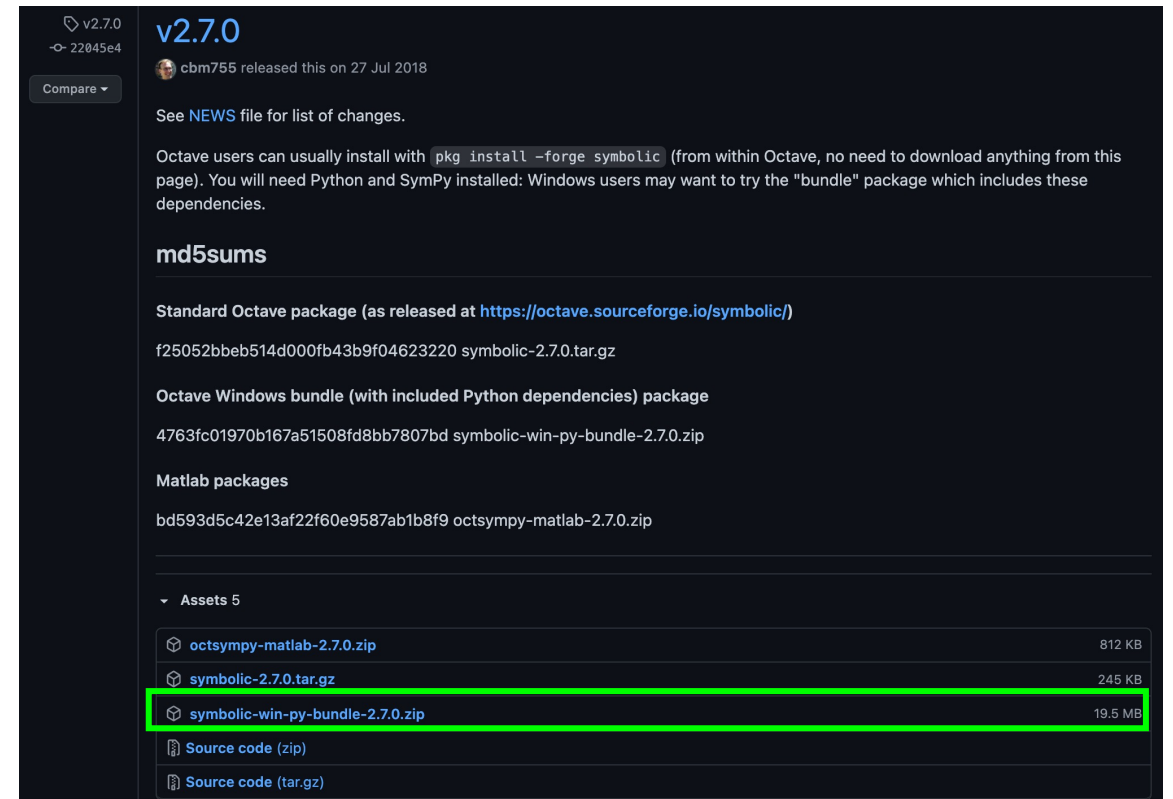 v2.7.0
22045e4
Compare
v2.7.0
cbm755 released this on 27 Jul 2018
See NEWS file for list of changes.
Octave users can usually install with pkg install -forge symbolic (from within Octave, no need to download anything from this
page). You will need Python and SymPy installed: Windows users may want to try the "bundle" package which includes these
dependencies.
md5sums
Standard Octave package (as released at https://octave.sourceforge.io/symbolic/)
f25052bbeb514d000fb43b9f04623220 symbolic-2.7.0.tar.gz
Octave Windows bundle (with included Python dependencies) package
4763fc01970b167a51508fd8bb7807bd symbolic-win-py-bundle-2.7.0.zip
Matlab packages
bd593d5c42e13af22f60e9587ab1b8f9 octsympy-matlab-2.7.0.zip
Assets 5
octsympy-matlab-2.7.0.zip 812 KB
symbolic-2.7.0.tar.gz 245 KB
symbolic-win-py-bundle-2.7.0.zip 19.5 MB
Source code (zip)
Source code (tar.gz)